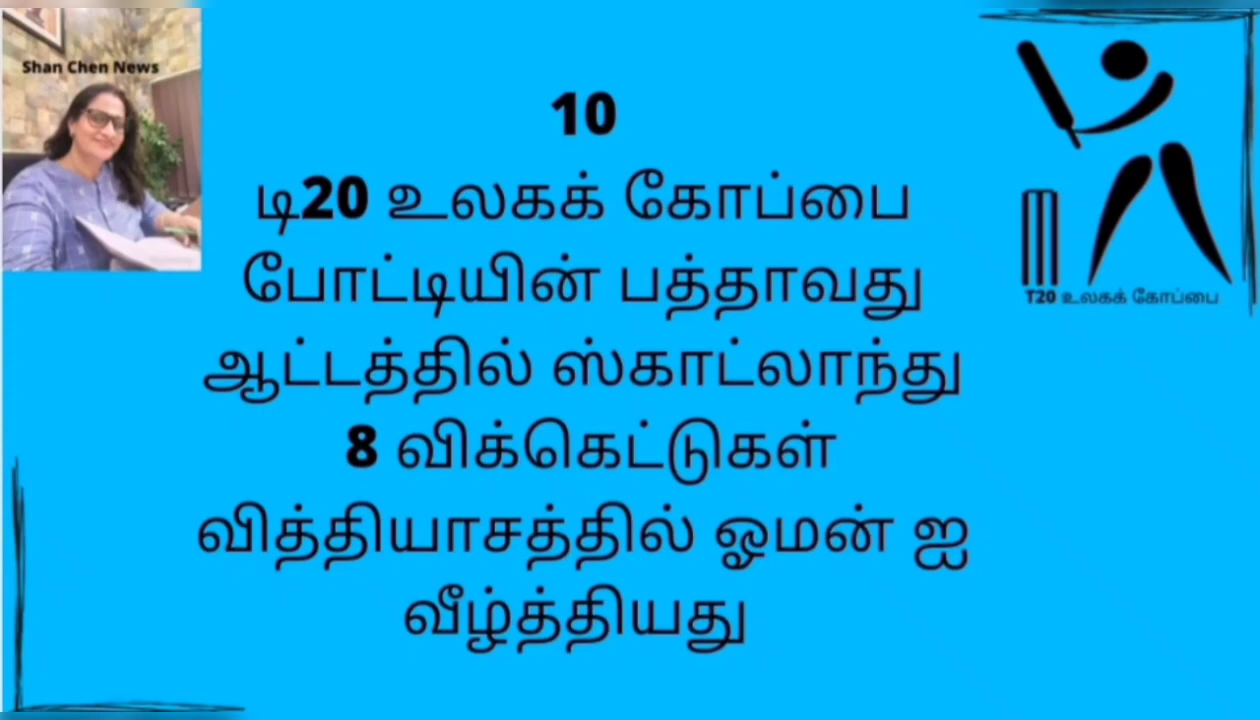 Shan Chen News
10
டி20 உலகக் கோப்பை
போட்டியின் பத்தாவது
ஆட்டத்தில் ஸ்காட்லாந்து
8 விக்கெட்டுகள்
வித்தியாசத்தில் ஓமன் ஐ
வீழ்த்தியது
T20 உலகக் கோப்பை